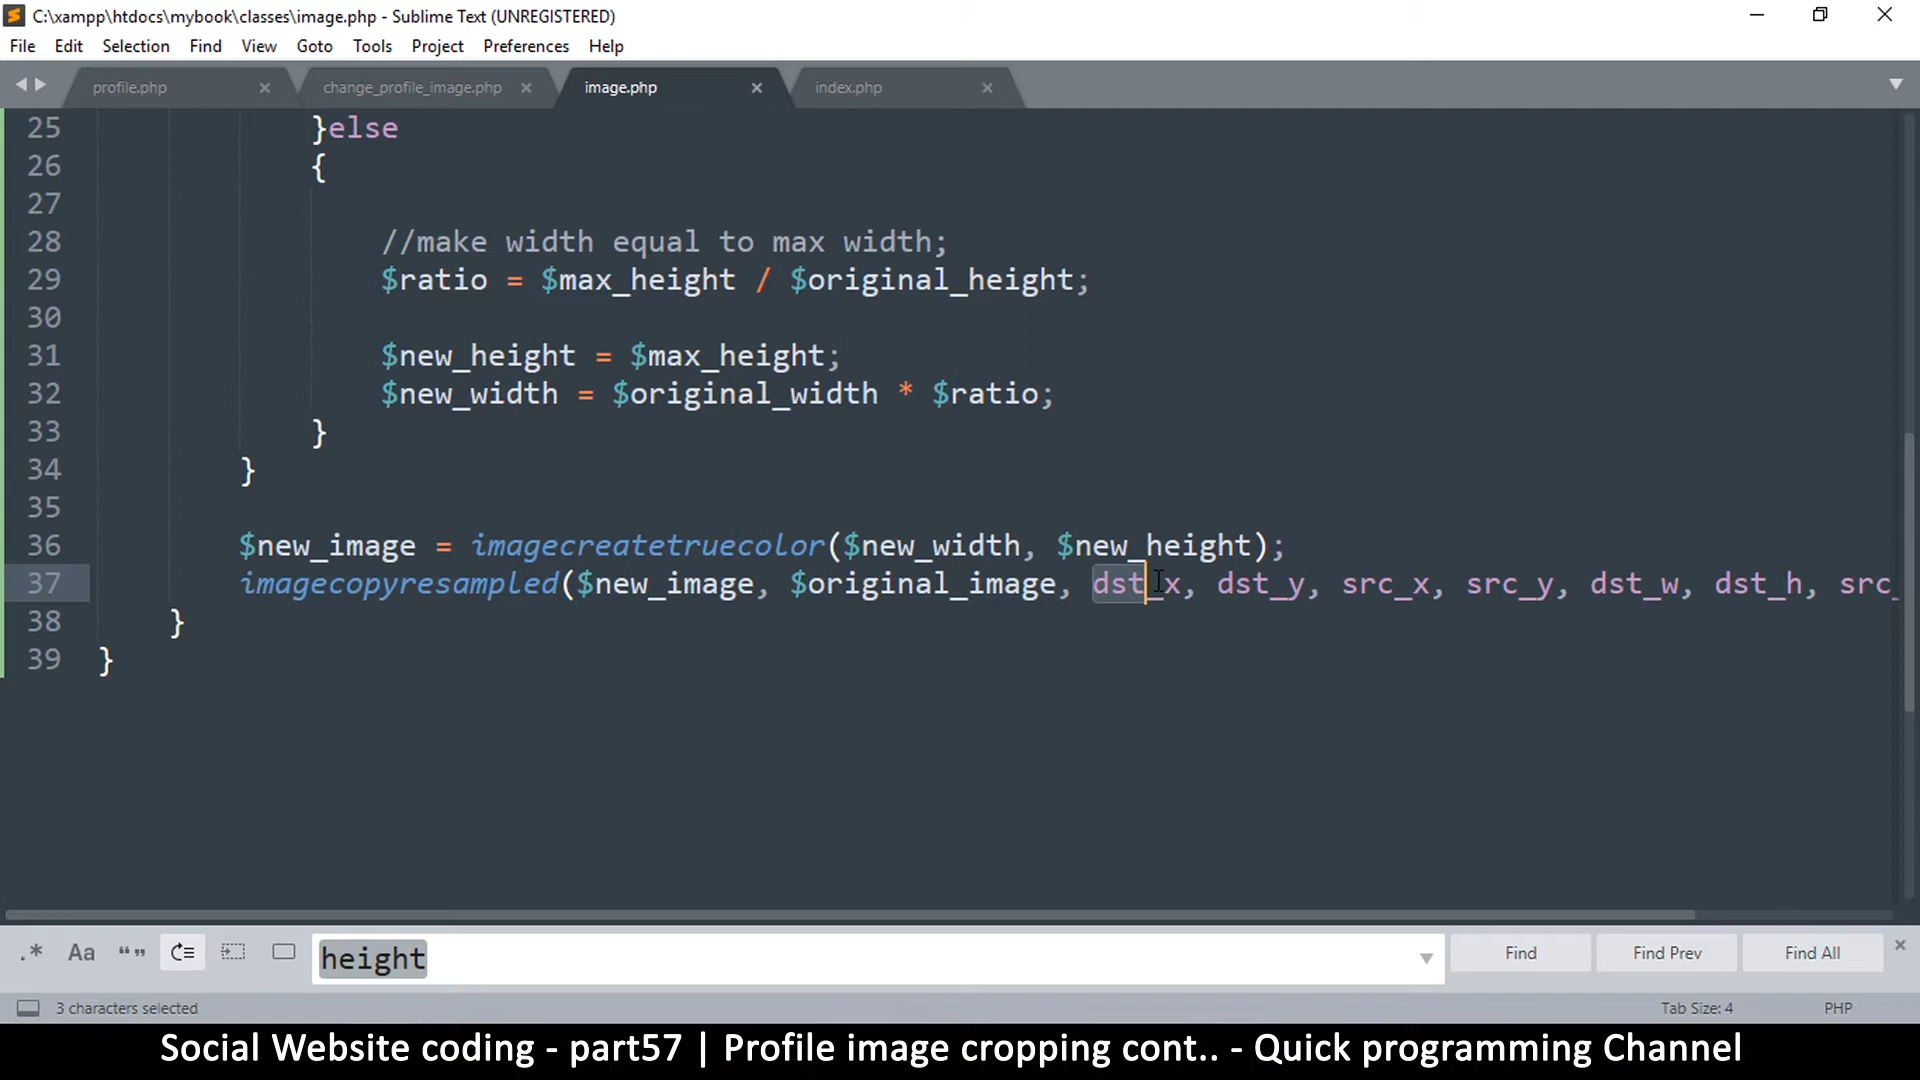 C:\xampp\htdocs\mybook\classes\image.php - Sublime Text (UNREGISTERED)
File Edit Selection Find View Goto Tools Project Preferences Help
profile.php change_profile_image.php image.php index.php
25 }else
26 {
27
28 //make width equal to max width;
29 $ratio = $max_height / $original_height;
30
31 $new_height = $max_height;
32 $new_width = $original_width * $ratio;
33 }
34 }
35
36 $new_image = imagecreatetruecolor($new_width, $new_height);
37 imagecopyresampled($new_image, $original_image, dst_x, dst_y, src_x, src_y, dst_w, dst_h, src_
38 }
39 }
.* Aa “” height Find Find Prev Find All
3 characters selected Tab Size: 4 PHP
Social Website coding - part57 | Profile image cropping cont.. - Quick programming Channel